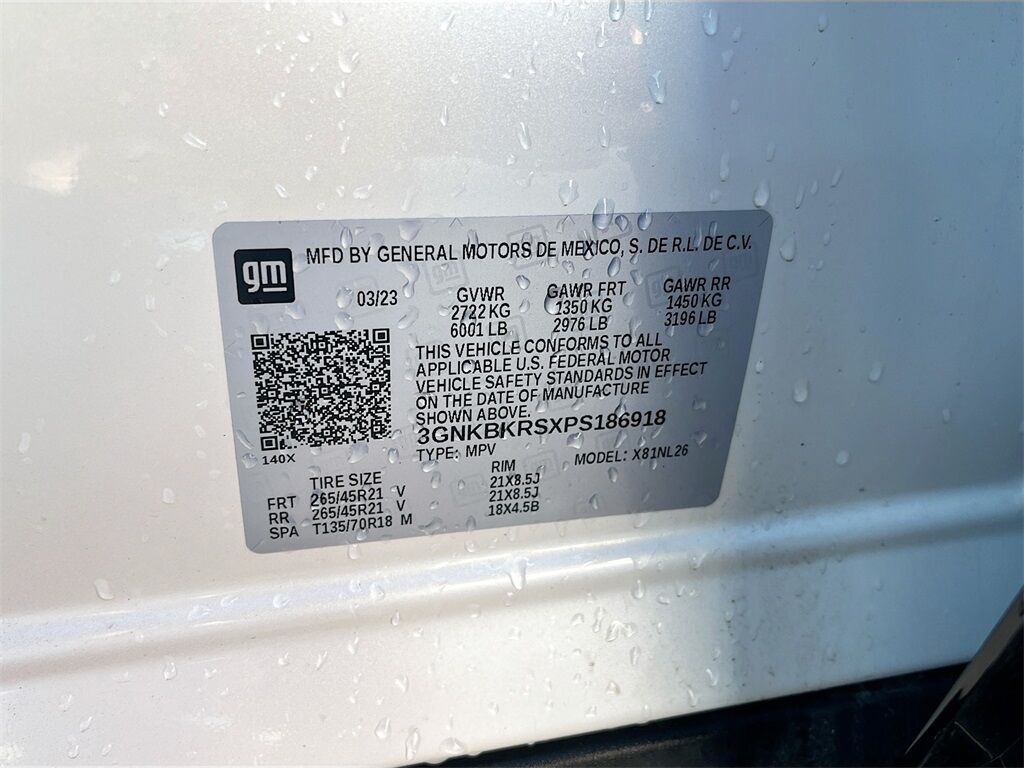 gm
MFD BY GENERAL MOTORS DE MEXICO, S. DE R.L. DE C.V.
03/23 GVWR GAWR FRT GAWR RR
2722 KG 1350 KG 1450 KG
6001 LB 2976 LB 3196 LB
THIS VEHICLE CONFORMS TO ALL
APPLICABLE U.S. FEDERAL MOTOR
VEHICLE SAFETY STANDARDS IN EFFECT
ON THE DATE OF MANUFACTURE
SHOWN ABOVE.
3GNKBKRSXPS186918
140X TYPE: MPV MODEL: X81NL26
TIRE SIZE RIM
FRT 265/45R21 V 21X8.5J
RR 265/45R21 V 21X8.5J
SPA T135/70R18 M 18X4.5B